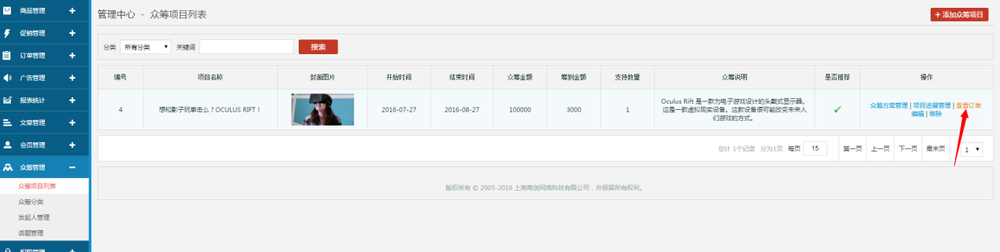 商品管理 +
促销管理 +
订单管理 +
广告管理 +
报表统计 +
文章管理 +
会员管理 +
众筹管理 −
众筹项目列表
众筹分类
发起人管理
话题管理
权限管理 +
管理中心 - 众筹项目列表
+ 添加众筹项目
分类 所有分类 关键词 搜索
编号 项目名称 封面图片 开始时间 结束时间 众筹金额 筹到金额 支持数量 众筹说明 是否推荐 操作
4 想和影子玩拳击么？OCULUS RIFT！ 2016-07-27 2016-08-27 100000 3000 1
Oculus Rift 是一款为电子游戏设计的头戴式显示器。
这是一款虚拟现实设备。这款设备很可能改变未来人
们游戏的方式。
众筹方案管理 | 项目进展管理 | 查看订单
编辑 | 移除
总计 1个记录 分为1页 每页 15 第一页 上一页 下一页 最末页 1
版权所有 © 2005-2016 上海商创网络科技有限公司，并保留所有权利。